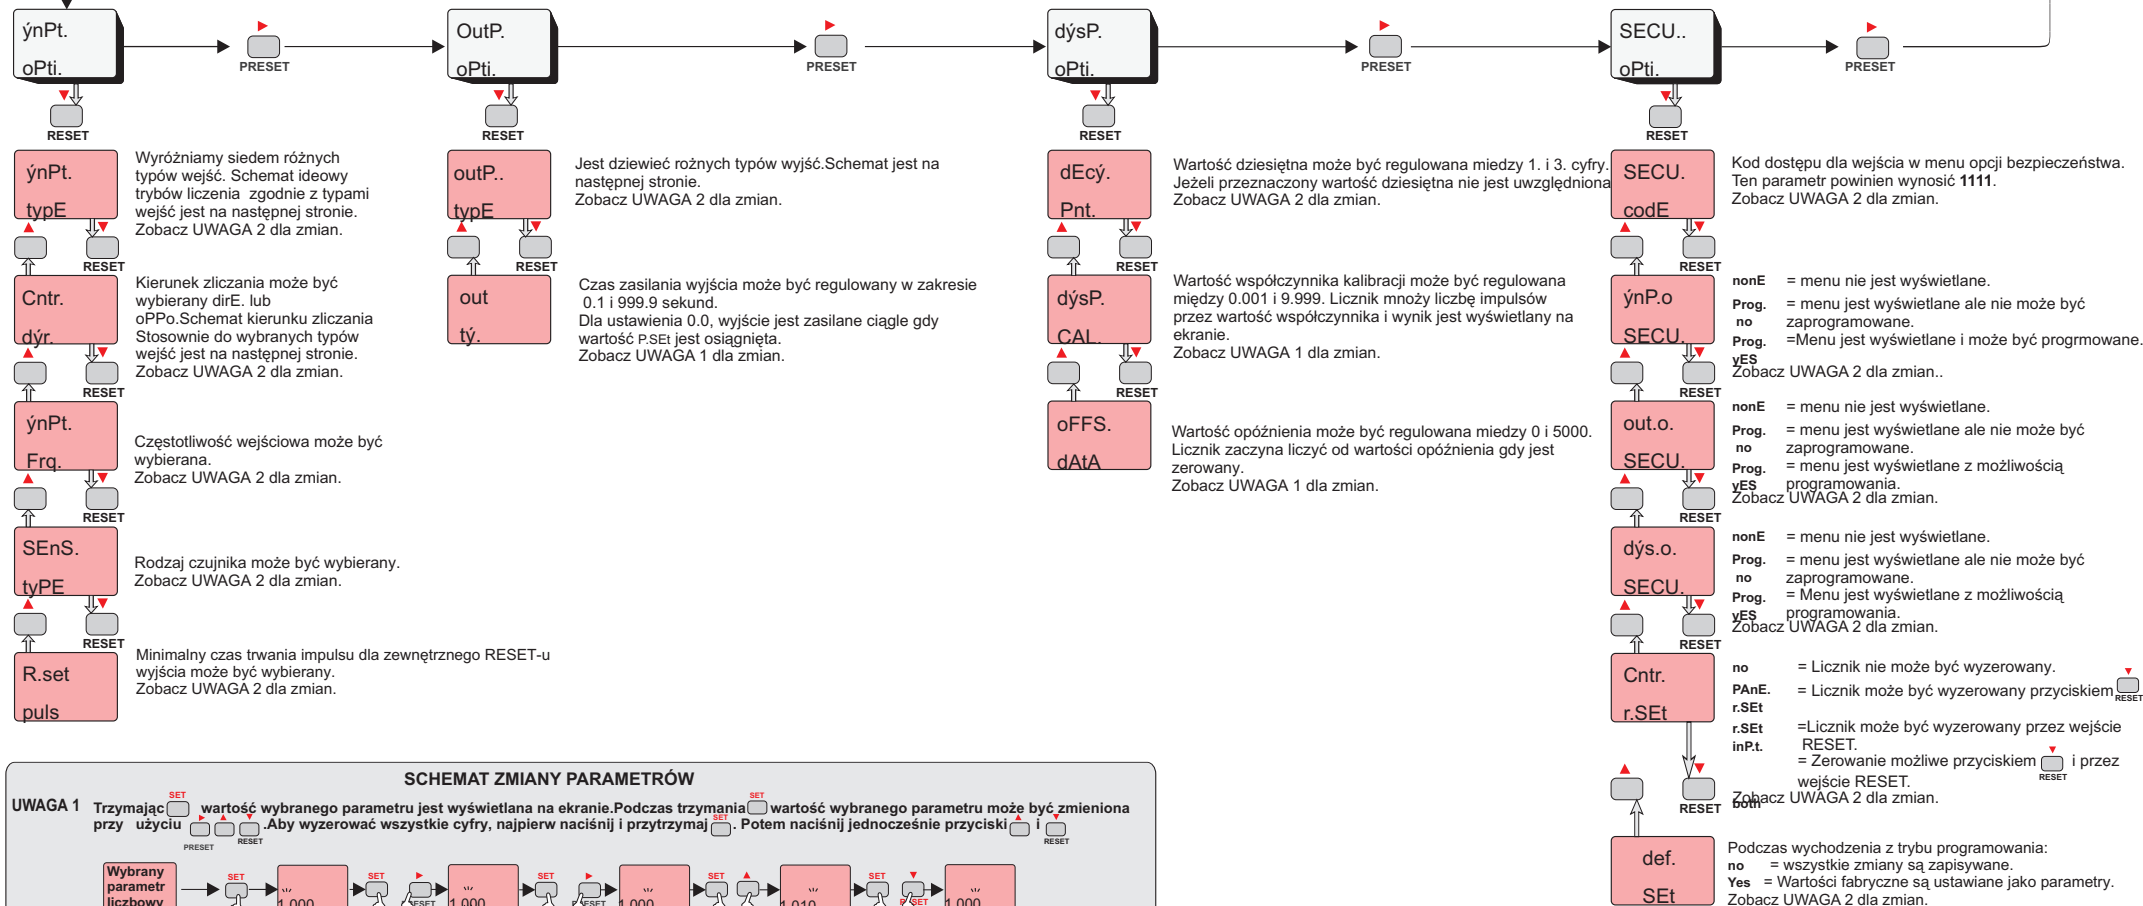 ýnPt.
oPti.
PRESET
RESET
OutP.
oPti.
PRESET
RESET
dýsP.
oPti.
PRESET
RESET
SECU..
oPti.
PRESET
RESET
ýnPt.
typE
Wyróżniamy siedem różnych
typów wejść. Schemat ideowy
trybów liczenia zgodnie z typami
wejść jest na następnej stronie.
Zobacz UWAGA 2 dla zmian.
RESET
Cntr.
dýr.
Kierunek zliczania może być
wybierany dirE. lub
oPPo.Schemat kierunku zliczania
Stosownie do wybranych typów
wejść jest na następnej stronie.
Zobacz UWAGA 2 dla zmian.
RESET
ýnPt.
Frq.
Częstotliwość wejściowa może być
wybierana.
Zobacz UWAGA 2 dla zmian.
RESET
SEnS.
tyPE
Rodzaj czujnika może być wybierany.
Zobacz UWAGA 2 dla zmian.
RESET
R.set
puls
Minimalny czas trwania impulsu dla zewnętrznego RESET-u
wyjścia może być wybierany.
Zobacz UWAGA 2 dla zmian.
outP..
typE
Jest dziewieć rożnych typów wyjść.Schemat jest na
następnej stronie.
Zobacz UWAGA 2 dla zmian.
RESET
out
tý.
Czas zasilania wyjścia może być regulowany w zakresie
0.1 i 999.9 sekund.
Dla ustawienia 0.0, wyjście jest zasilane ciągle gdy
wartość P.SEt jest osiągnięta.
Zobacz UWAGA 1 dla zmian.
dEcý.
Pnt.
Wartość dziesiętna może być regulowana miedzy 1. i 3. cyfry.
Jeżeli przeznaczony wartość dziesiętna nie jest uwzględniona
Zobacz UWAGA 2 dla zmian.
RESET
dýsP.
CAL.
Wartość współczynnika kalibracji może być regulowana
między 0.001 i 9.999. Licznik mnoży liczbę impulsów
przez wartość współczynnika i wynik jest wyświetlany na
ekranie.
Zobacz UWAGA 1 dla zmian.
RESET
oFFS.
dAtA
Wartość opóźnienia może być regulowana miedzy 0 i 5000.
Licznik zaczyna liczyć od wartości opóźnienia gdy jest
zerowany.
Zobacz UWAGA 1 dla zmian.
SECU.
codE
Kod dostępu dla wejścia w menu opcji bezpieczeństwa.
Ten parametr powinien wynosić 1111.
Zobacz UWAGA 2 dla zmian.
RESET
ýnP.o
SECU.
nonE = menu nie jest wyświetlane.
Prog. = menu jest wyświetlane ale nie może być
no zaprogramowane.
Prog. =Menu jest wyświetlane i może być progrmowane.
yES
Zobacz UWAGA 2 dla zmian..
RESET
out.o.
SECU.
nonE = menu nie jest wyświetlane.
Prog. = menu jest wyświetlane ale nie może być
no zaprogramowane.
Prog. = menu jest wyświetlane z możliwością
yES programowania.
Zobacz UWAGA 2 dla zmian.
RESET
dýs.o.
SECU.
nonE = menu nie jest wyświetlane.
Prog. = menu jest wyświetlane ale nie może być
no zaprogramowane.
Prog. = Menu jest wyświetlane z możliwością
yES programowania.
Zobacz UWAGA 2 dla zmian.
RESET
Cntr.
r.SEt
no = Licznik nie może być wyzerowany.
PAnE. = Licznik może być wyzerowany przyciskiem RESET
r.SEt
r.SEt =Licznik może być wyzerowany przez wejście
inP.t. RESET.
= Zerowanie możliwe przyciskiem RESET i przez
wejście RESET.
both
Zobacz UWAGA 2 dla zmian.
RESET
def.
SEt
Podczas wychodzenia z trybu programowania:
no = wszystkie zmiany są zapisywane.
Yes = Wartości fabryczne są ustawiane jako parametry.
Zobacz UWAGA 2 dla zmian.
SCHEMAT ZMIANY PARAMETRÓW
UWAGA 1 Trzymając SET wartość wybranego parametru jest wyświetlana na ekranie.Podczas trzymania SET wartość wybranego parametru może być zmieniona
przy użyciu PRESET RESET .Aby wyzerować wszystkie cyfry, najpierw naciśnij i przytrzymaj SET . Potem naciśnij jednocześnie przyciski i RESET
Wybrany
parametr
liczbowy
SET
1.000
SET
1.000
SET
1.000
SET
1.010
SET
1.000